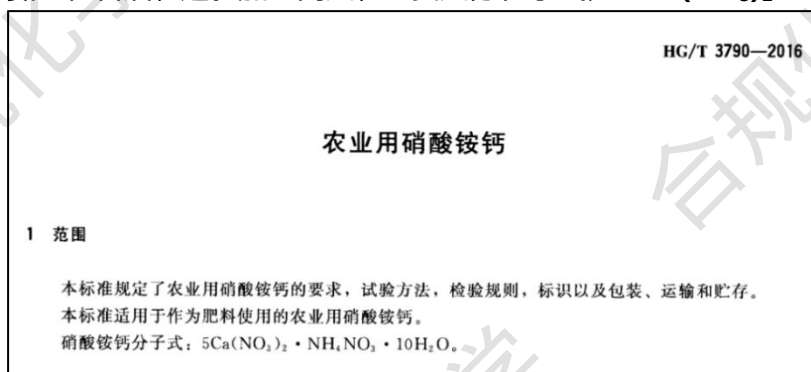 HG/T 3790—2016
农业用硝酸铵钙
1 范围
本标准规定了农业用硝酸铵钙的要求，试验方法，检验规则，标识以及包装、运输和贮存。
本标准适用于作为肥料使用的农业用硝酸铵钙。
硝酸铵钙分子式：5Ca(NO₃)₂·NH₄NO₃·10H₂O。
合规化
学